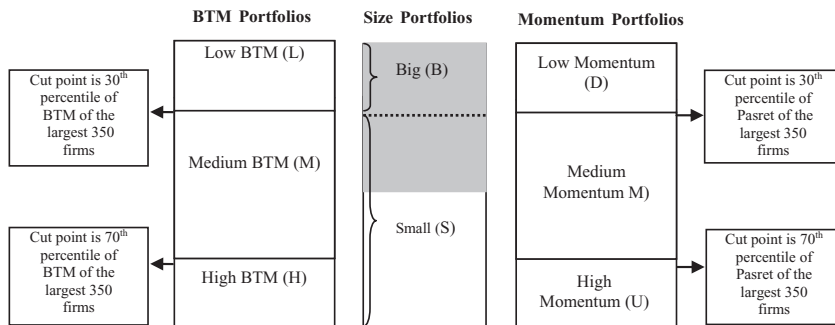 BTM Portfolios
Size Portfolios
Momentum Portfolios
Low BTM (L)
Medium BTM (M)
High BTM (H)
Cut point is 30th
percentile of
BTM of the
largest 350
firms
Cut point is 70th
percentile of
BTM of the
largest 350
firms
Big (B)
Small (S)
Low Momentum
(D)
Medium
Momentum M)
High
Momentum (U)
Cut point is 30th
percentile of
Pasret of the
largest 350
firms
Cut point is 70th
percentile of
Pasret of the
largest 350
firms